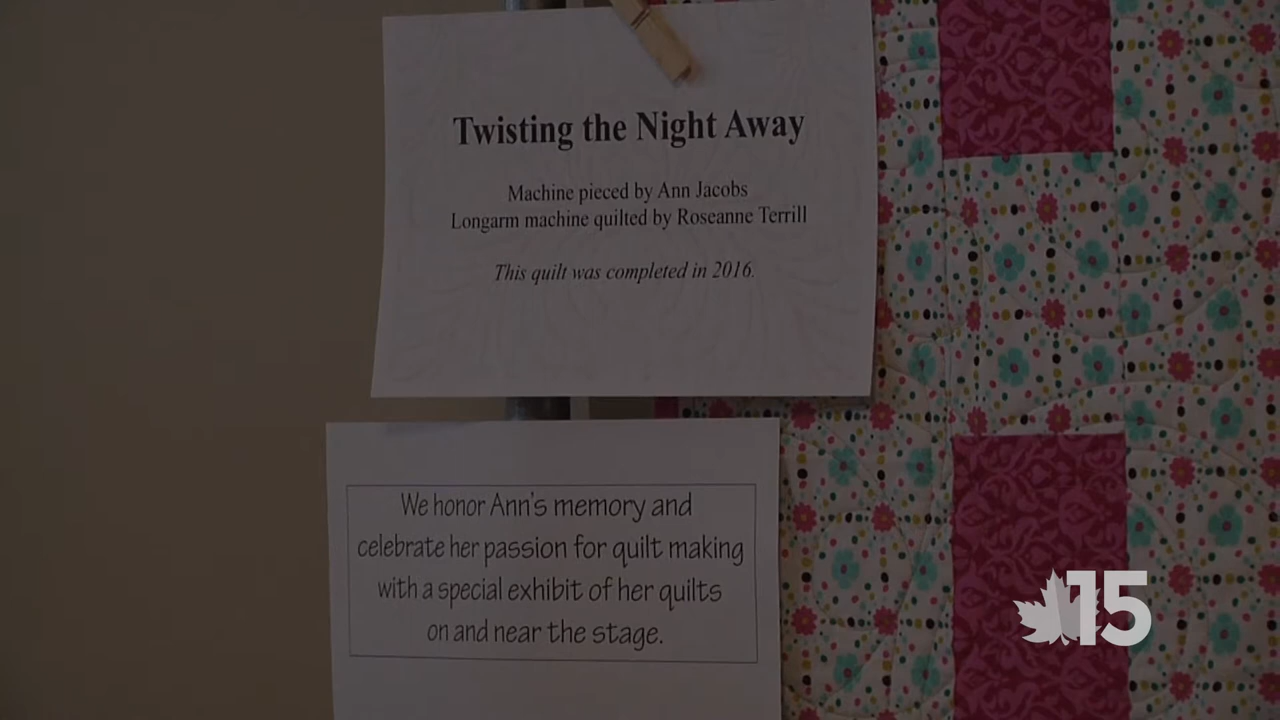 Twisting the Night Away
Machine pieced by Ann Jacobs
Longarm machine quilted by Roseanne Terrill
This quilt was completed in 2016.
We honor Ann's memory and
celebrate her passion for quilt making
with a special exhibit of her quilts
on and near the stage.
15